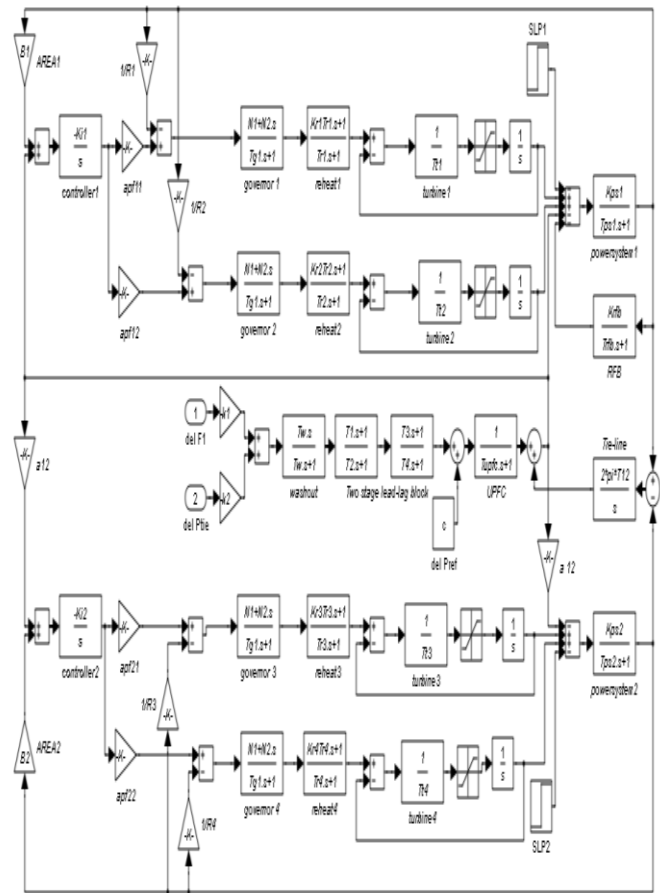 SLP1
B1
AREA1
-K-
1/R1
-Ki1
s
controller1
-K-
apf11
N1+N2.s
Tg1.s+1
governor 1
Kr1Tr1.s+1
Tr1.s+1
reheat1
1
Tt1
turbine1
1
s
Kps1
Tps1.s+1
powersystem1
-K-
1/R2
-K-
apf12
N1+N2.s
Tg1.s+1
governor 2
Kr2Tr2.s+1
Tr2.s+1
reheat2
1
Tt2
turbine2
1
s
Krfb
Trfb.s+1
RFB
-K-
a12
1
del F1
-k1
2
del Ptie
-k2
Tw.s
Tw.s+1
washout
T1.s+1
T2.s+1
T3.s+1
T4.s+1
Two stage lead-lag block
1
Tupfc.s+1
UPFC
c
del Pref
Tie-line
2*pi*T12
s
-K-
a 12
-Ki2
s
controller2
-K-
apf21
N1+N2.s
Tg1.s+1
governor 3
Kr3Tr3.s+1
Tr3.s+1
reheat3
1
Tt3
turbine3
1
s
Kps2
Tps2.s+1
powersystem2
-K-
1/R3
B2
AREA2
-K-
apf22
N1+N2.s
Tg1.s+1
governor 4
Kr4Tr4.s+1
Tr4.s+1
reheat4
1
Tt4
turbine4
1
s
-K-
1/R4
SLP2